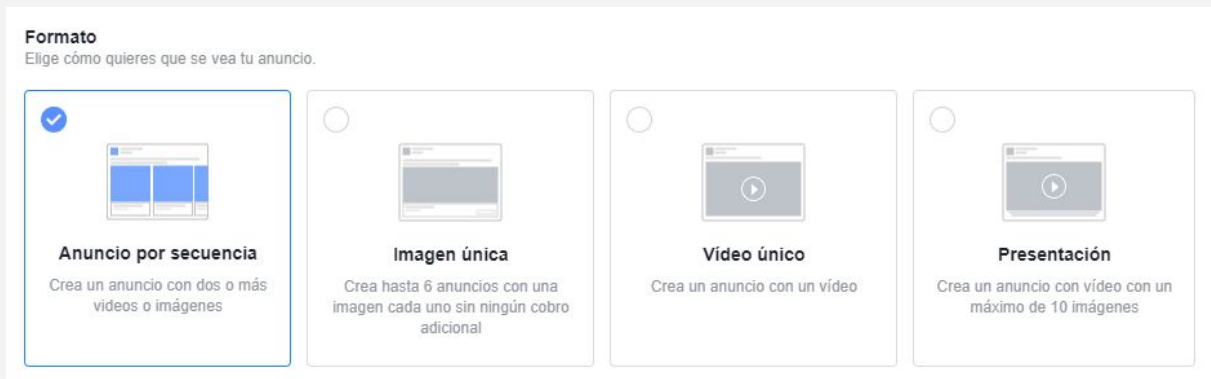 Formato
Elige cómo quieres que se vea tu anuncio.
Anuncio por secuencia
Crea un anuncio con dos o más
videos o imágenes
Imagen única
Crea hasta 6 anuncios con una
imagen cada uno sin ningún cobro
adicional
Vídeo único
Crea un anuncio con un vídeo
Presentación
Crea un anuncio con vídeo con un
máximo de 10 imágenes